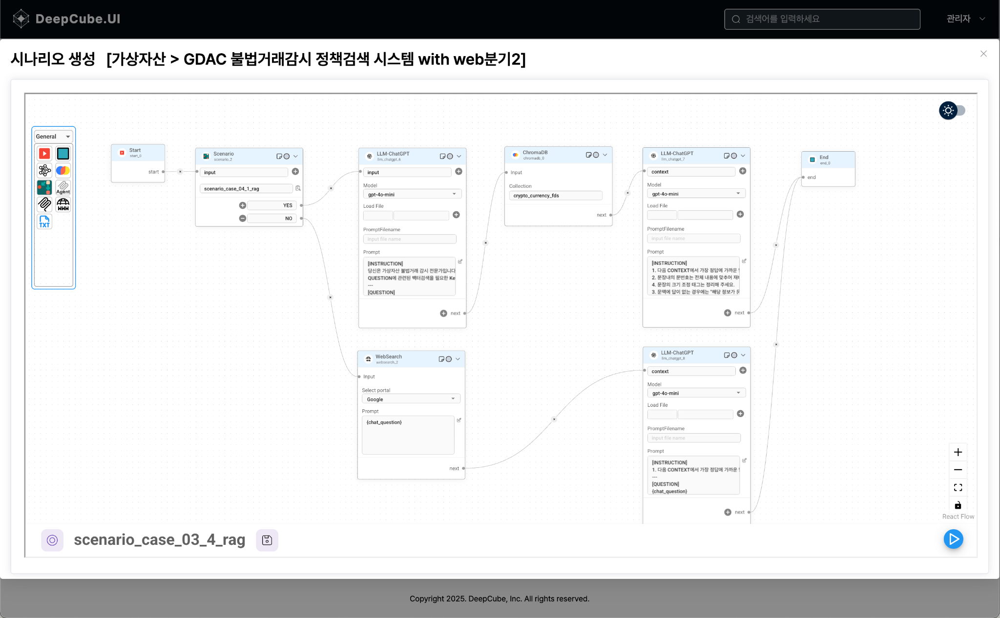 DeepCube.UI
검색어를 입력하세요
관리자
시나리오 생성 [가상자산 > GDAC 불법거래감시 정책검색 시스템 with web분기2]
General
Agent
WWW
TXT
Start
start_0
start
Scenario
scenario_2
input
scenario_case_04_1_rag
YES
NO
LLM-ChatGPT
llm_chatgpt_6
input
Model
gpt-4o-mini
Load File
PromptFilename
input file name
Prompt
[INSTRUCTION]
당신은 가상자산 불법거래 감시 전문가입니다
QUESTION에 관련된 백터검색을 필요한 Ke
---
[QUESTION]
next
ChromaDB
chromadb_0
Input
Collection
crypto_currency_fds
next
LLM-ChatGPT
llm_chatgpt_7
context
Model
gpt-4o-mini
Load File
PromptFilename
input file name
Prompt
[INSTRUCTION]
1. 다음 CONTEXT에서 가장 정답에 가까운
2. 문장내의 문번호는 전체 내용에 맞추어
4. 문장의 크기 조정 태그는 정리해 주세요.
3. 문맥에 답이 없는 경우에는 "해당 정보가
next
End
end_0
end
WebSearch
websearch_2
Input
Select portal
Google
Prompt
{chat_question}
next
LLM-ChatGPT
llm_chatgpt_8
context
Model
gpt-4o-mini
Load File
PromptFilename
input file name
Prompt
[INSTRUCTION]
1. 다음 CONTEXT에서 가장 정답에 가까운
---
[QUESTION]
{chat_question}
next
React Flow
scenario_case_03_4_rag
Copyright 2025. DeepCube, Inc. All rights reserved.